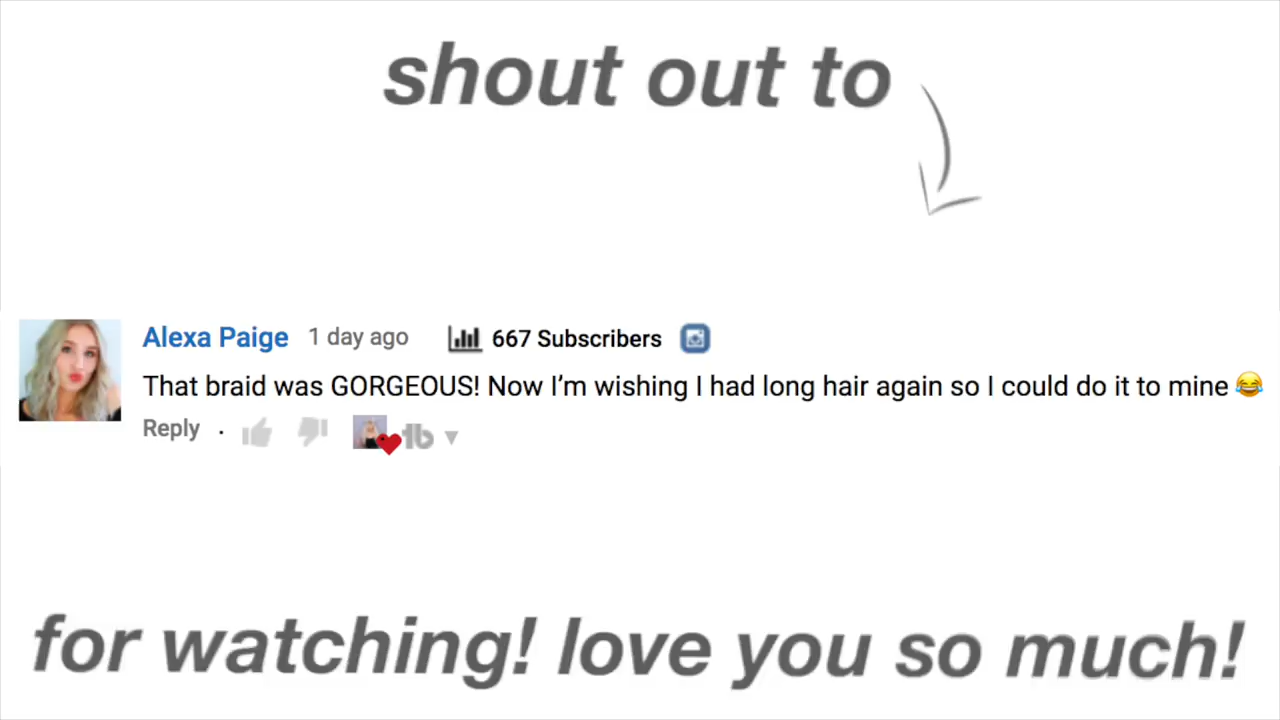 shout out to
Alexa Paige 1 day ago 667 Subscribers
That braid was GORGEOUS! Now I'm wishing I had long hair again so I could do it to mine 😂
Reply · tb ▼
for watching! love you so much!